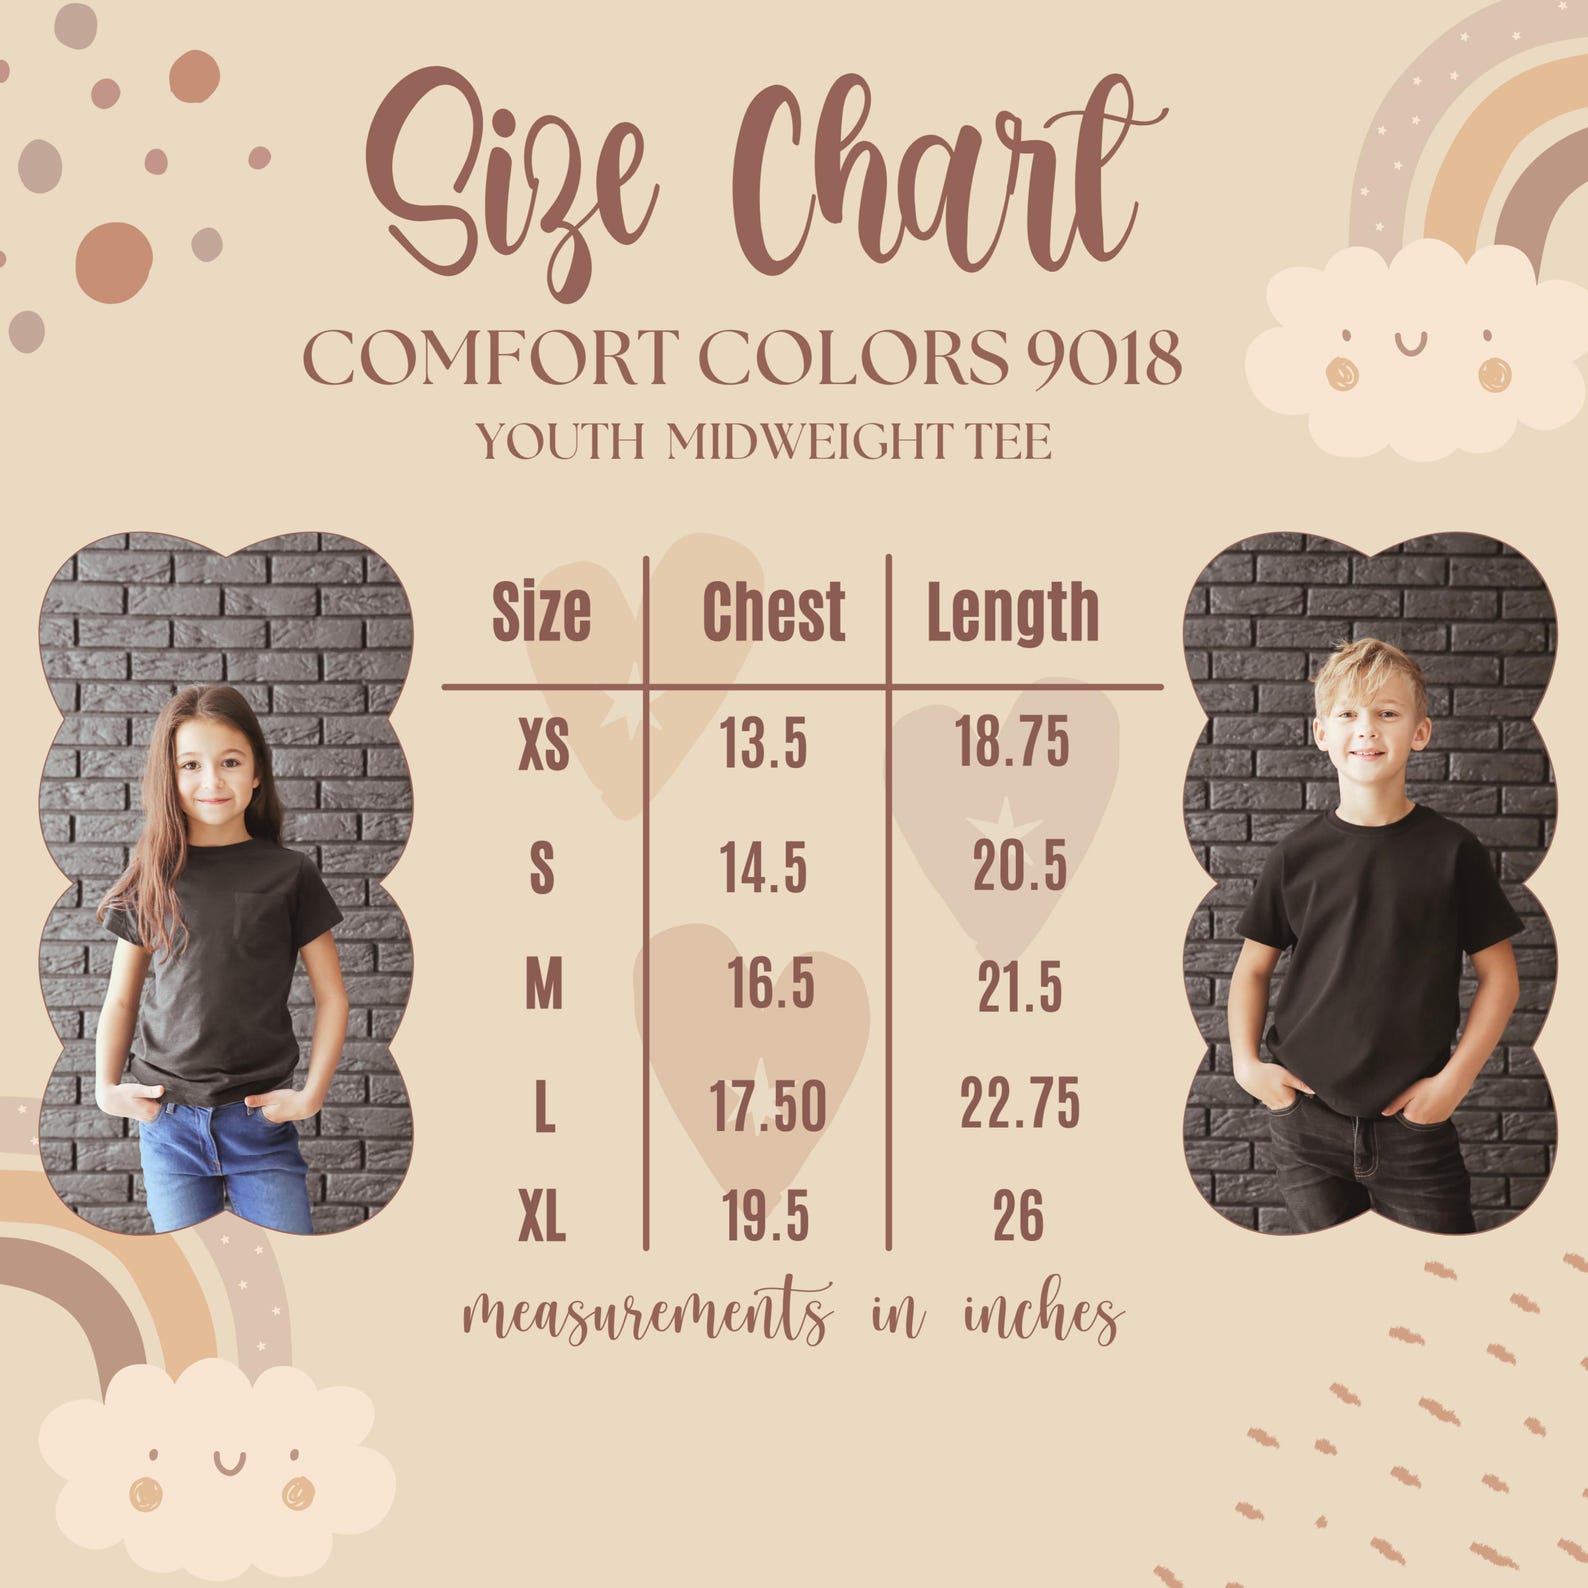 Size Chart
COMFORT COLORS 9018
YOUTH MIDWEIGHT TEE
Size Chest Length
XS 13.5 18.75
S 14.5 20.5
M 16.5 21.5
L 17.50 22.75
XL 19.5 26
measurements in inches